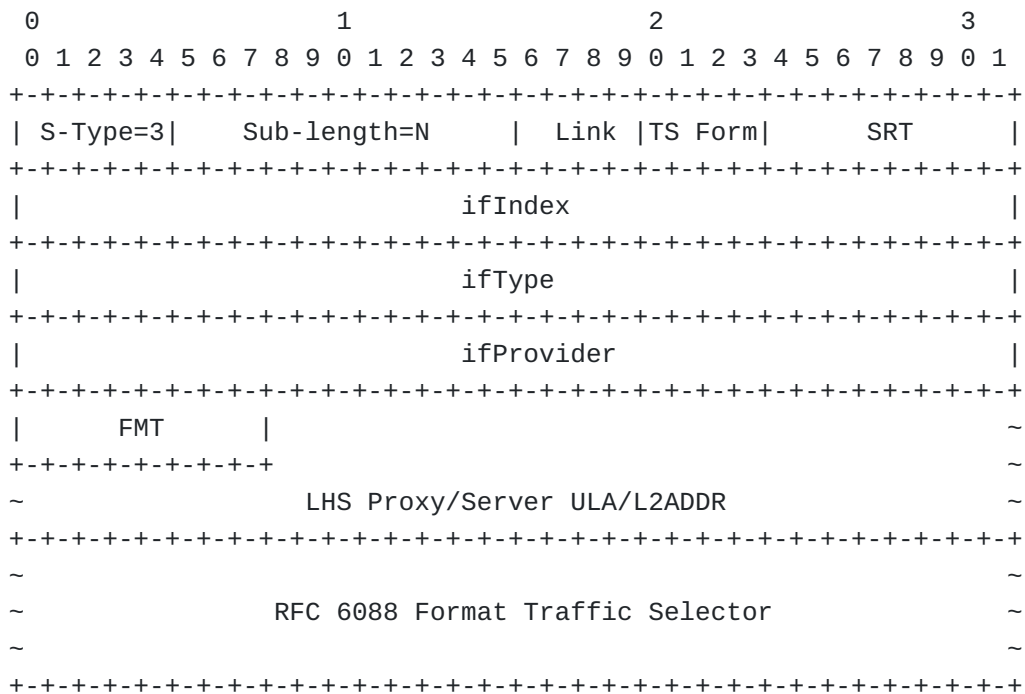 0                   1                   2                   3
 0 1 2 3 4 5 6 7 8 9 0 1 2 3 4 5 6 7 8 9 0 1 2 3 4 5 6 7 8 9 0 1
+-+-+-+-+-+-+-+-+-+-+-+-+-+-+-+-+-+-+-+-+-+-+-+-+-+-+-+-+-+-+-+-+
| S-Type=3|    Sub-length=N     |  Link |TS Form|      SRT      |
+-+-+-+-+-+-+-+-+-+-+-+-+-+-+-+-+-+-+-+-+-+-+-+-+-+-+-+-+-+-+-+-+
|                            ifIndex                            |
+-+-+-+-+-+-+-+-+-+-+-+-+-+-+-+-+-+-+-+-+-+-+-+-+-+-+-+-+-+-+-+-+
|                            ifType                             |
+-+-+-+-+-+-+-+-+-+-+-+-+-+-+-+-+-+-+-+-+-+-+-+-+-+-+-+-+-+-+-+-+
|                            ifProvider                         |
+-+-+-+-+-+-+-+-+-+-+-+-+-+-+-+-+-+-+-+-+-+-+-+-+-+-+-+-+-+-+-+-+
|      FMT      |                                               ~
+-+-+-+-+-+-+-+-+                                               ~
~                  LHS Proxy/Server ULA/L2ADDR                  ~
+-+-+-+-+-+-+-+-+-+-+-+-+-+-+-+-+-+-+-+-+-+-+-+-+-+-+-+-+-+-+-+-+
~                                                               ~
~                RFC 6088 Format Traffic Selector               ~
~                                                               ~
+-+-+-+-+-+-+-+-+-+-+-+-+-+-+-+-+-+-+-+-+-+-+-+-+-+-+-+-+-+-+-+-+